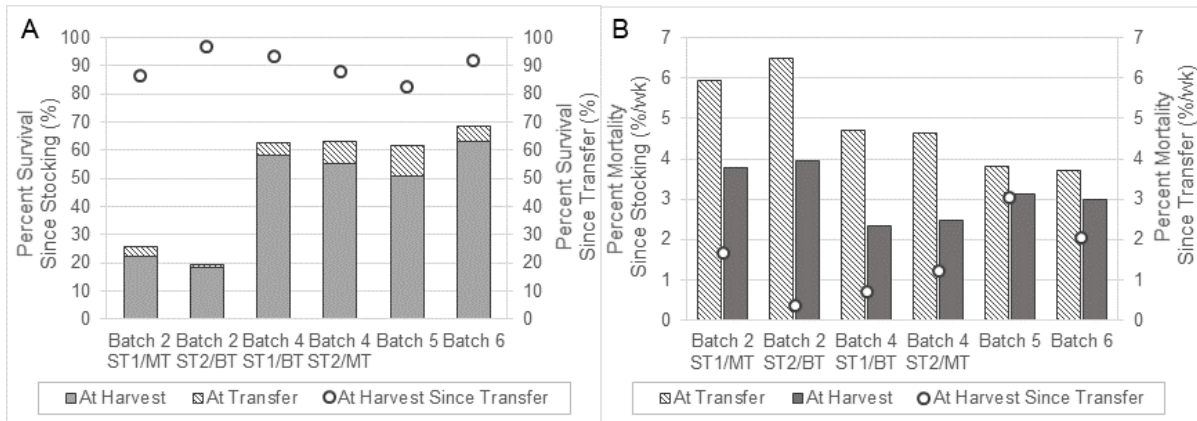 A
100
90
80
70
60
50
40
30
20
10
0
Percent Survival
Since Stocking (%)
100
90
80
70
60
50
40
30
20
10
0
Percent Survival
Since Transfer (%)
Batch 2
ST1/MT
Batch 2
ST2/BT
Batch 4
ST1/BT
Batch 4
ST2/MT
Batch 5
Batch 6
At Harvest
At Transfer
At Harvest Since Transfer
B
7
6
5
4
3
2
1
0
Percent Mortality
Since Stocking (%/wk)
7
6
5
4
3
2
1
0
Percent Mortality
Since Transfer (%/wk)
Batch 2
ST1/MT
Batch 2
ST2/BT
Batch 4
ST1/BT
Batch 4
ST2/MT
Batch 5
Batch 6
At Transfer
At Harvest
At Harvest Since Transfer